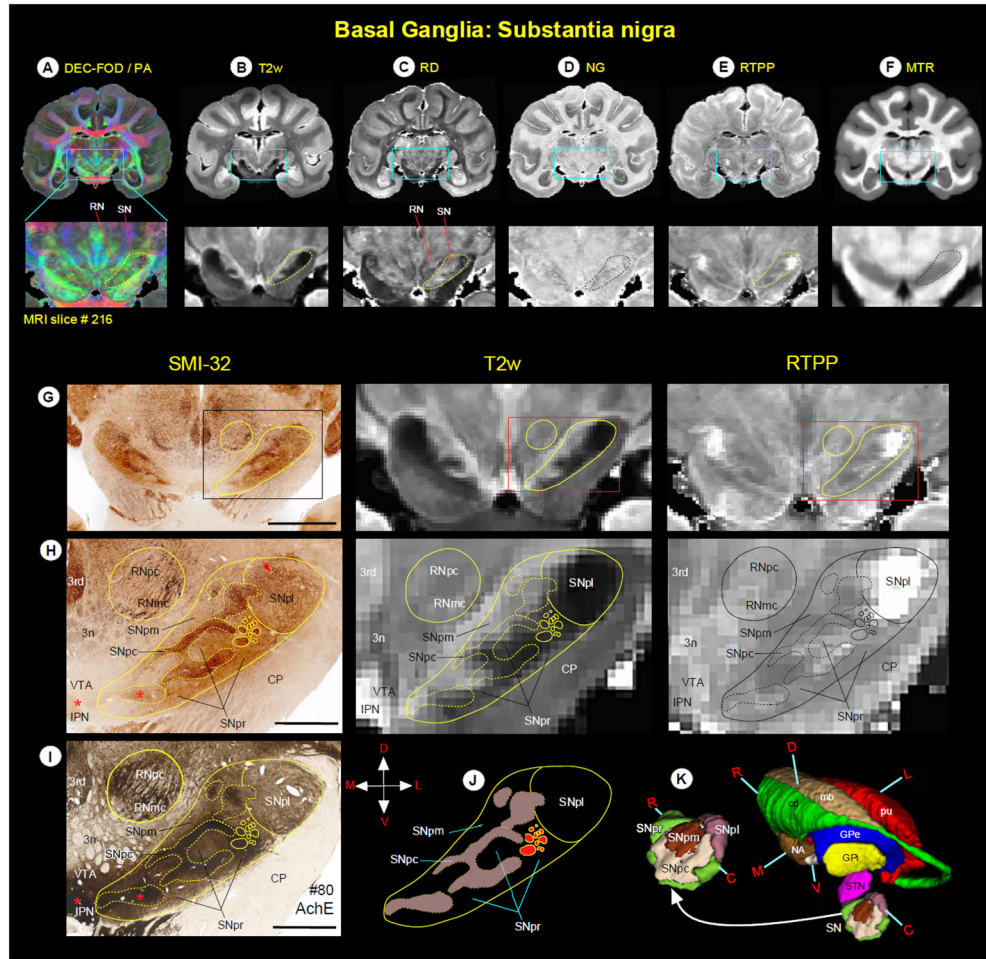 Basal Ganglia: Substantia nigra
A DEC-FOD / PA
B T2w
C RD
D NG
E RTPP
F MTR
RN SN
RN SN
MRI slice # 216
SMI-32
T2w
RTPP
G
H
3rd
RNpc
RNmc
SNpl
3n
SNpm
SNpc
CP
VTA
*
*
IPN
SNpr
3rd
RNpc
RNmc
SNpl
3n
SNpm
SNpc
CP
VTA
IPN
SNpr
3rd
RNpc
RNmc
SNpl
3n
SNpm
SNpc
CP
VTA
IPN
SNpr
I
3rd
RNpc
RNmc
SNpl
3n
SNpm
SNpc
VTA
CP
*
*
IPN
#80
AchE
SNpr
D
M L
V
J
SNpl
SNpm
SNpc
SNpr
K
D
R
L
mb
cd
pu
R
SNpr
SNpm
SNpl
GPe
NA
GPi
SNpc
M
V
C
STN
SN
C